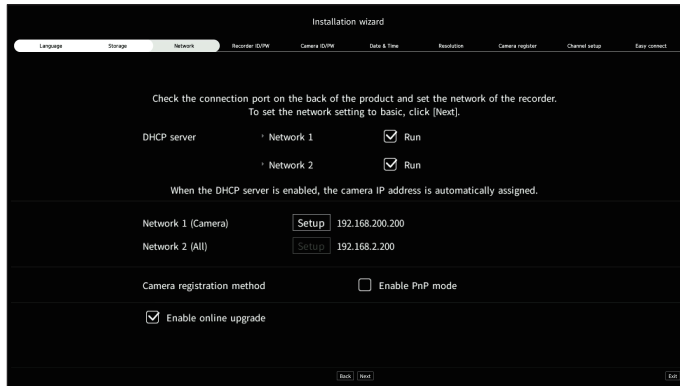 Installation wizard
Language Storage Network Recorder ID/PW Camera ID/PW Date & Time Resolution Camera register Channel setup Easy connect
Check the connection port on the back of the product and set the network of the recorder.
To set the network setting to basic, click [Next].
DHCP server Network 1 Run
Network 2 Run
When the DHCP server is enabled, the camera IP address is automatically assigned.
Network 1 (Camera) Setup 192.168.200.200
Network 2 (All) Setup 192.168.2.200
Camera registration method Enable PnP mode
Enable online upgrade
Back Next Exit